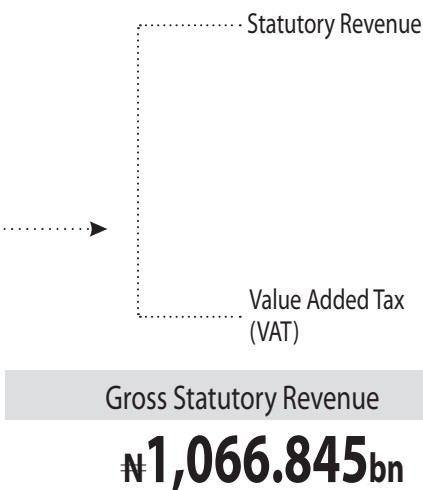 Statutory Revenue
Value Added Tax
(VAT)
Gross Statutory Revenue
₦1,066.845bn